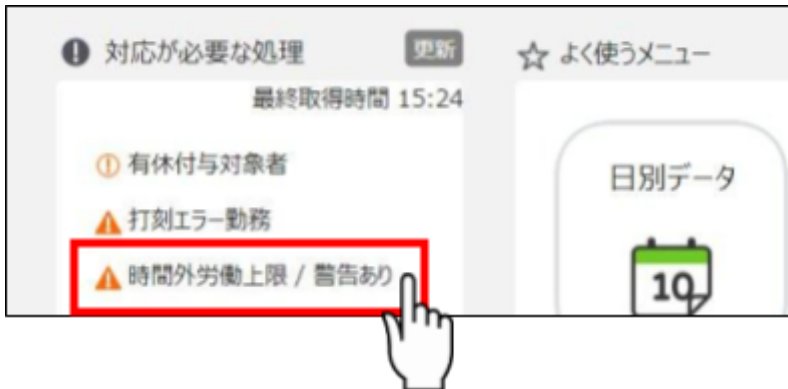 対応が必要な処理
更新
最終取得時間 15:24
有休付与対象者
打刻エラー勤務
時間外労働上限 / 警告あり
よく使うメニュー
日別データ
10